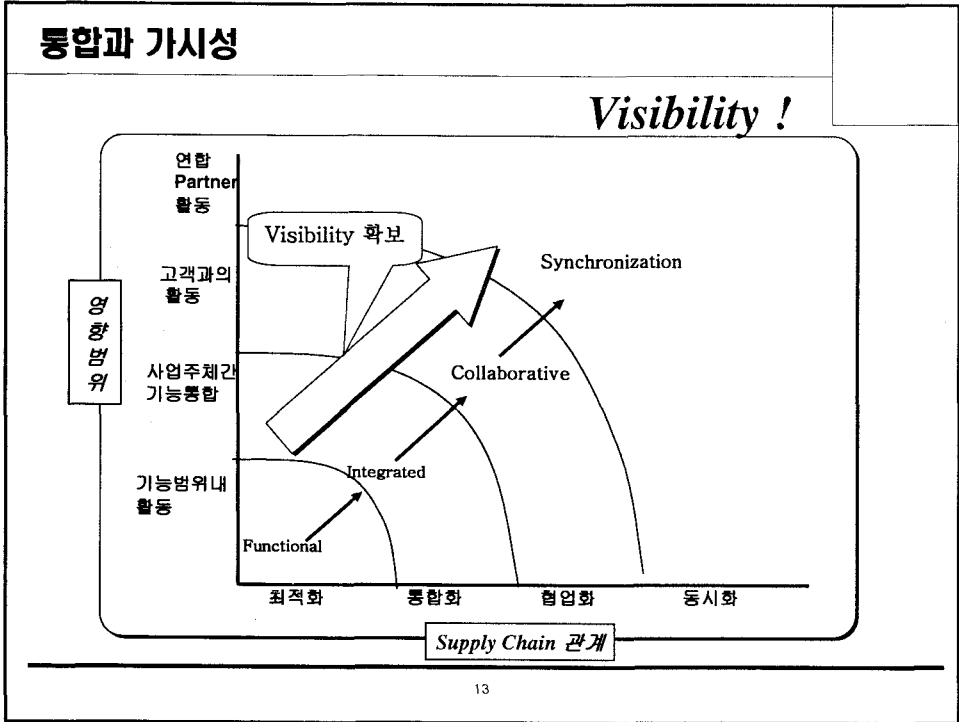 통합과 가시성
Visibility !
연합
Partner
활동
Visibility 확보
고객과의
활동
Synchronization
영
향
범
위
사업주체간
기능통합
Collaborative
기능범위내
활동
Integrated
Functional
최적화 통합화 협업화 동시화
Supply Chain 관계
13